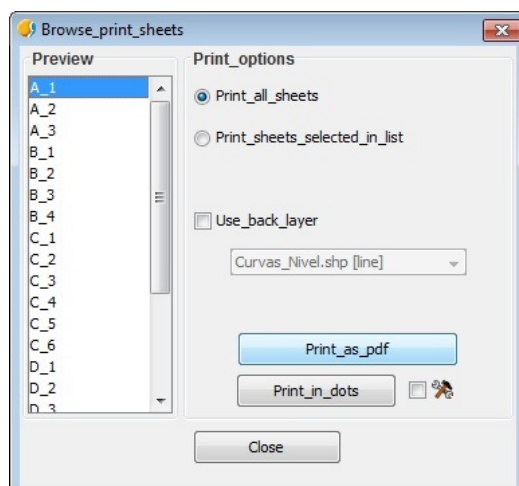 Browse_print_sheets
Preview
A_1
A_2
A_3
B_1
B_2
B_3
B_4
C_1
C_2
C_3
C_4
C_5
C_6
D_1
D_2
D_3
Print_options
Print_all_sheets
Print_sheets_selected_in_list
Use_back_layer
Curvas_Nivel.shp [line]
Print_as_pdf
Print_in_dots
Close